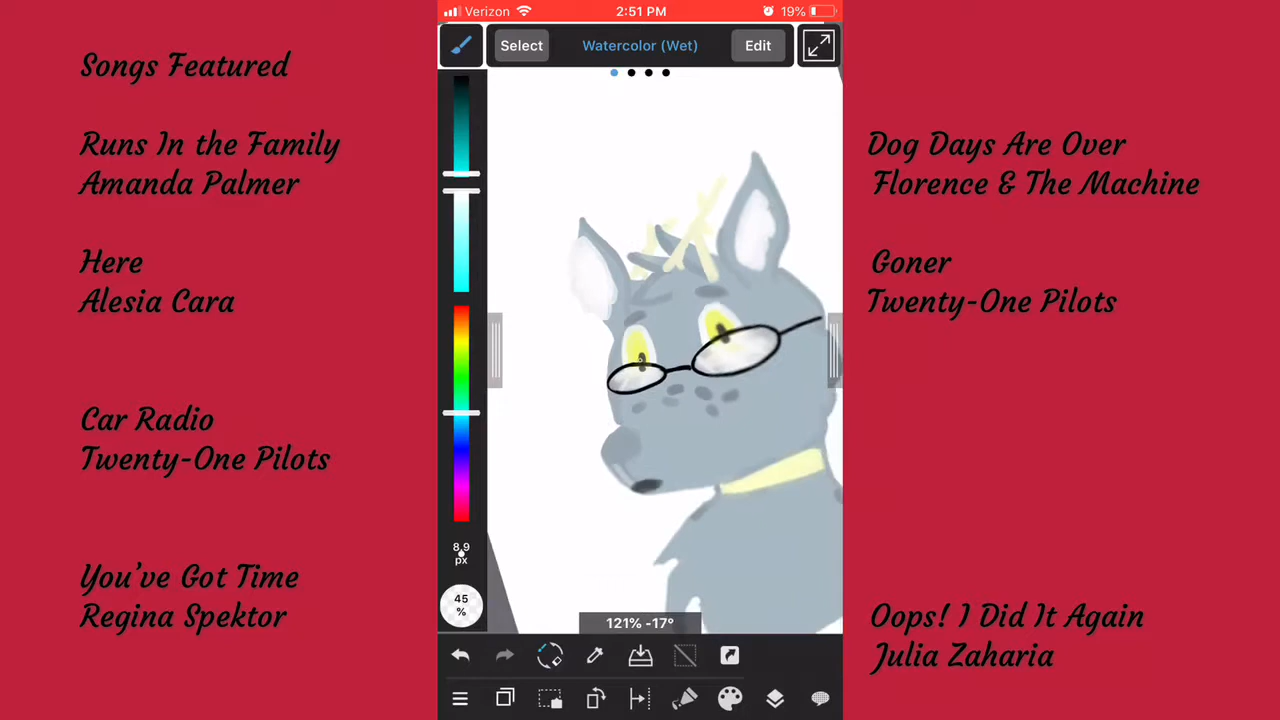 Verizon
2:51 PM
19%
Select
Watercolor (Wet)
Edit
Songs Featured
Runs In the Family
Amanda Palmer
Here
Alesia Cara
Car Radio
Twenty-One Pilots
You've Got Time
Regina Spektor
8.9
px
45
%
121% -17°
Dog Days Are Over
Florence & The Machine
Goner
Twenty-One Pilots
Oops! I Did It Again
Julia Zaharia